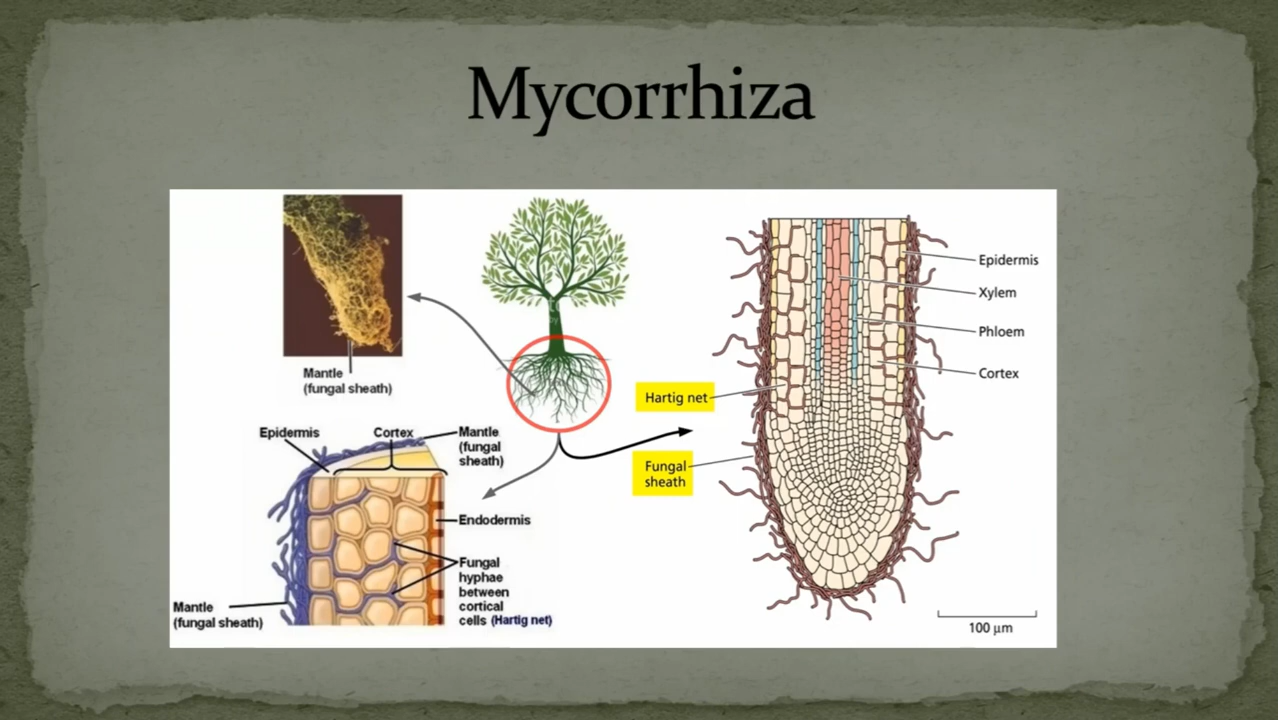 Mycorrhiza
Mantle
(fungal sheath)
Epidermis
Cortex
Mantle
(fungal
sheath)
Endodermis
Fungal
hyphae
between
cortical
cells (Hartig net)
Mantle
(fungal sheath)
Epidermis
Xylem
Phloem
Cortex
Hartig net
Fungal
sheath
100 µm